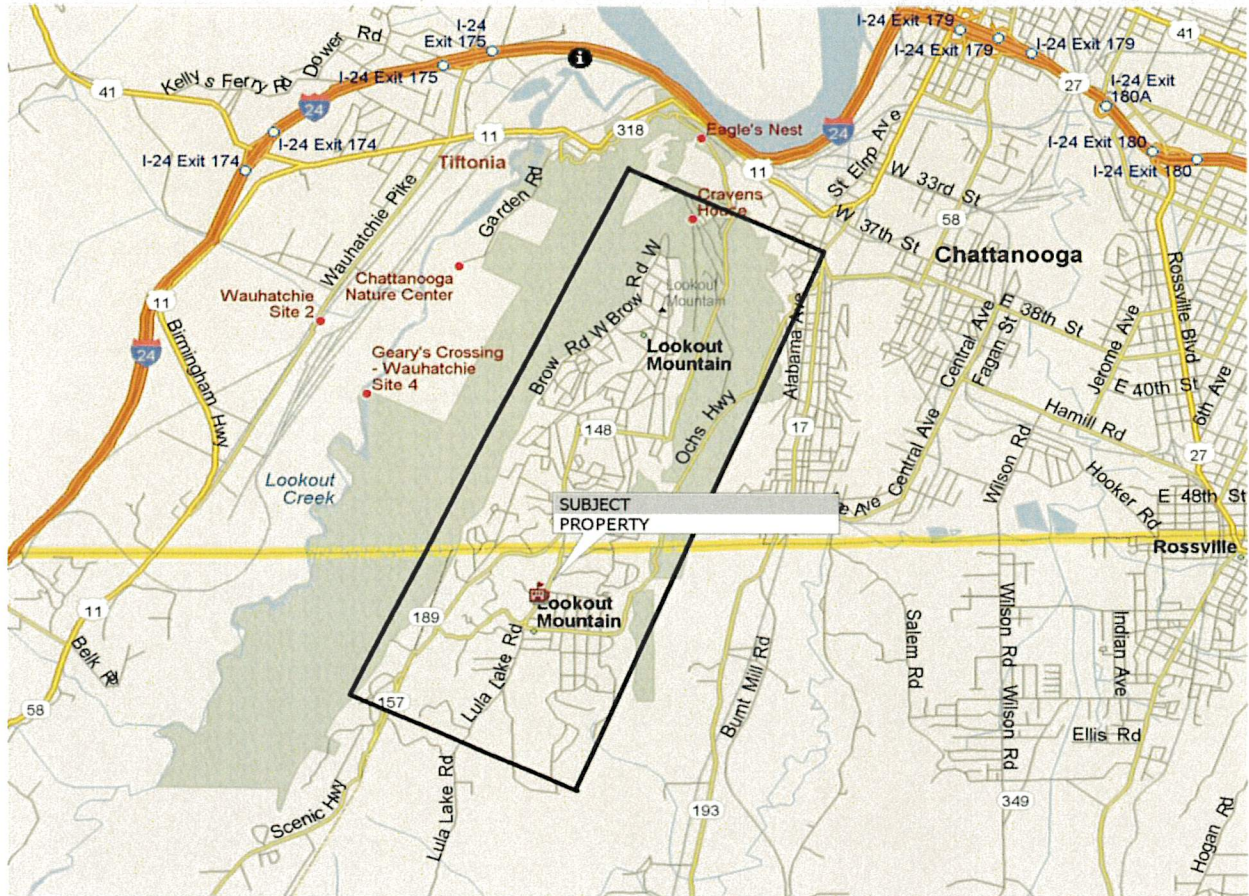 I-24 Exit 179
I-24
Exit 175
Dower Rd
Kelly s Ferry Rd
I-24 Exit 175
I-24 Exit 179
I-24 Exit 179
41
41
24
27
I-24 Exit
180A
I-24 Exit 174
I-24 Exit 174
11
318
Eagle's Nest
24
I-24 Exit 180
I-24 Exit 180
Tiftonia
11
St Elmo Ave
W 33rd St
Garden Rd
Wauhatchie Pike
Cravens
House
58
W 37th St
Chattanooga
Chattanooga
Nature Center
Rossville Blvd
Lookout
Mountain
Wauhatchie
Site 2
11
Brow Rd W
Brow Rd W
Alabama Ave
E 38th St
24
Birmingham Hwy
Geary's Crossing
- Wauhatchie
Site 4
Lookout
Mountain
Central Ave
Fagan St
Jerome Ave
E 40th St
6th Ave
148
Ochs Hwy
17
Central Ave
Hamill Rd
Wilson Rd
27
Lookout
Creek
Hooker Rd
SUBJECT
PROPERTY
e Ave
E 48th St
Rossville
11
189
Lookout
Mountain
Belk R
Lula Lake Rd
Burnt Mill Rd
Salem Rd
Wilson Rd
Indian Ave
58
157
Wilson Rd
Ellis Rd
Scenic Hwy
Lula Lake Rd
193
349
Hogan Rd